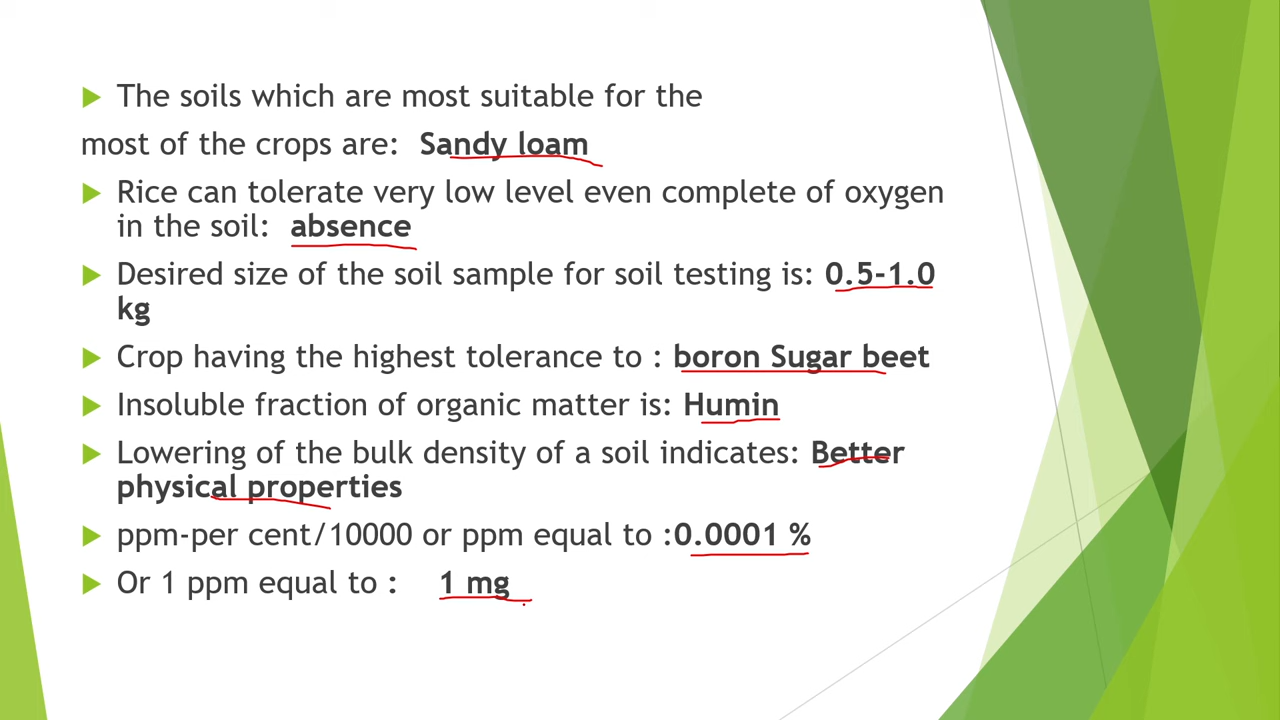 The soils which are most suitable for the
most of the crops are: Sandy loam
Rice can tolerate very low level even complete of oxygen
in the soil: absence
Desired size of the soil sample for soil testing is: 0.5-1.0
kg
Crop having the highest tolerance to : boron Sugar beet
Insoluble fraction of organic matter is: Humin
Lowering of the bulk density of a soil indicates: Better
physical properties
ppm-per cent/10000 or ppm equal to :0.0001 %
Or 1 ppm equal to : 1 mg